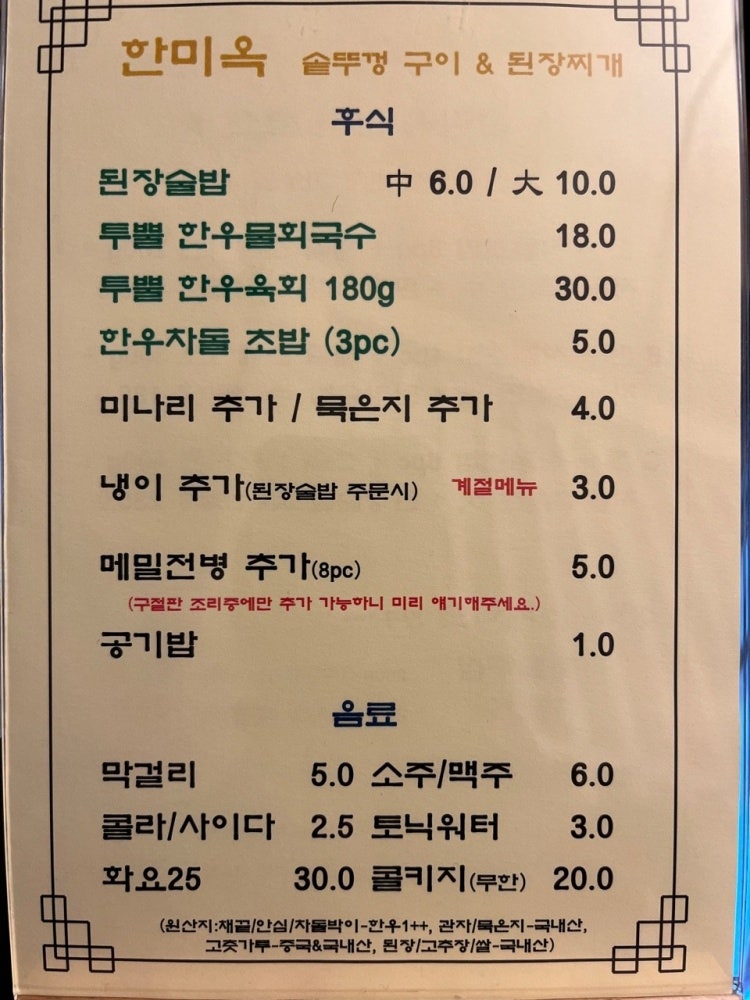 한미옥 솥뚜껑 구이 & 된장찌개
후식
된장술밥 中 6.0 / 大 10.0
투뿔 한우물회국수 18.0
투뿔 한우육회 180g 30.0
한우차돌 초밥 (3pc) 5.0
미나리 추가 / 묵은지 추가 4.0
냉이 추가(된장술밥 주문시) 계절메뉴 3.0
메밀전병 추가(8pc) 5.0
(구절판 조리중에만 추가 가능하니 미리 얘기해주세요.)
공기밥 1.0
음료
막걸리 5.0 소주/맥주 6.0
콜라/사이다 2.5 토닉워터 3.0
화요25 30.0 콜키지(무한) 20.0
(원산지:채끝/안심/차돌박이-한우1++, 관자/묵은지-국내산,
고춧가루-중국&국내산, 된장/고추장/쌀-국내산)